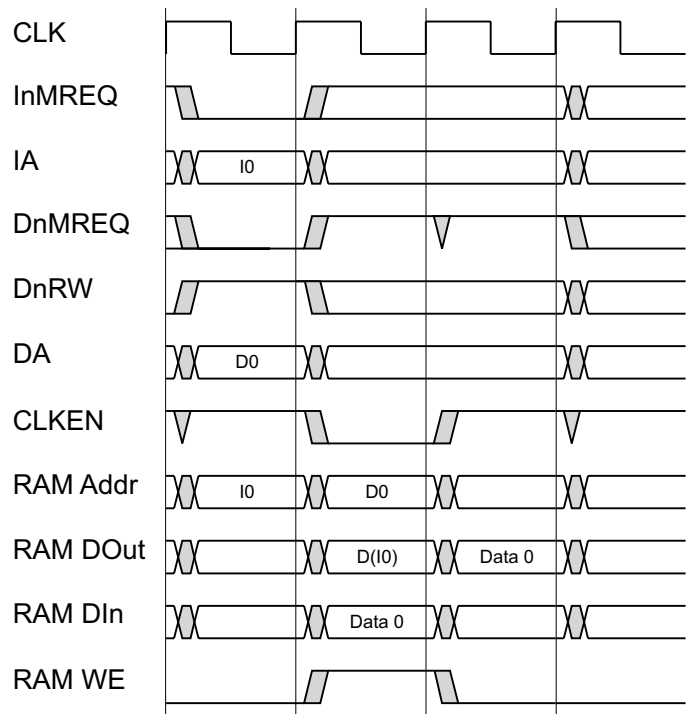 CLK
InMREQ
IA I0
DnMREQ
DnRW
DA D0
CLKEN
RAM Addr I0 D0
RAM DOut D(I0) Data 0
RAM DIn Data 0
RAM WE